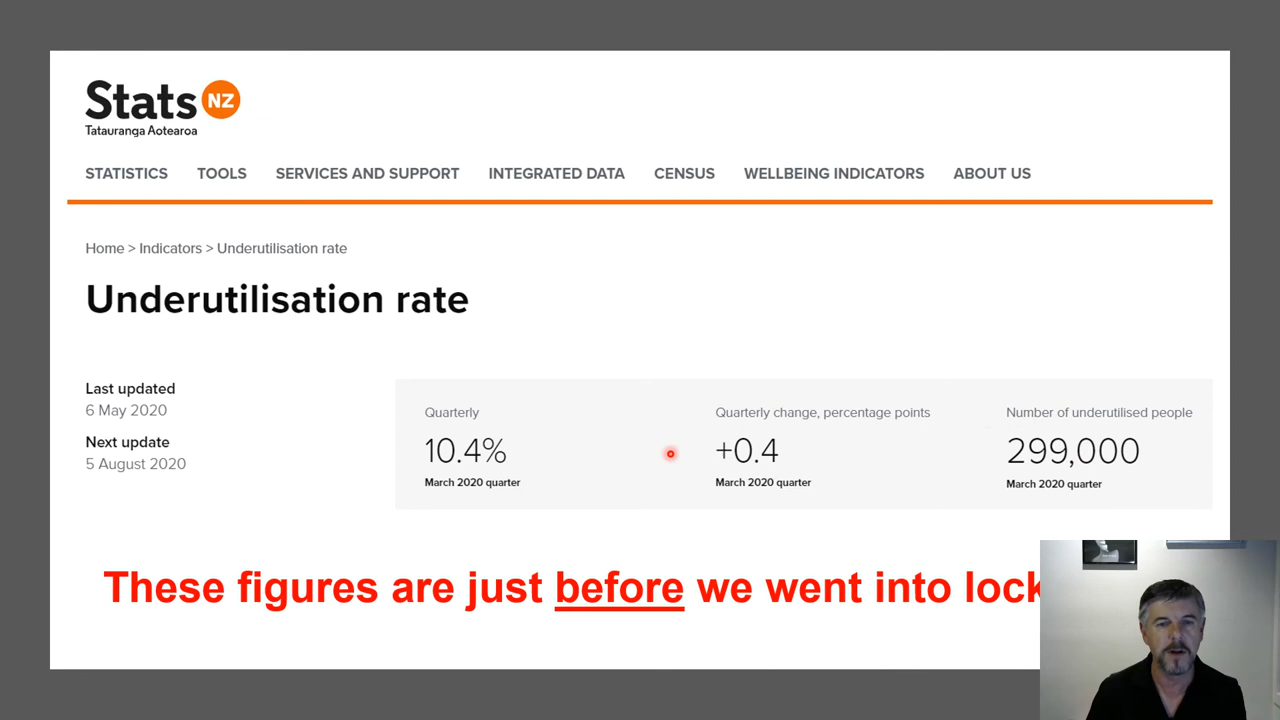 Stats NZ
Tatauranga Aotearoa
STATISTICS TOOLS SERVICES AND SUPPORT INTEGRATED DATA CENSUS WELLBEING INDICATORS ABOUT US
Home > Indicators > Underutilisation rate
Underutilisation rate
Last updated
6 May 2020
Next update
5 August 2020
Quarterly
10.4%
March 2020 quarter
Quarterly change, percentage points
+0.4
March 2020 quarter
Number of underutilised people
299,000
March 2020 quarter
These figures are just before we went into lock